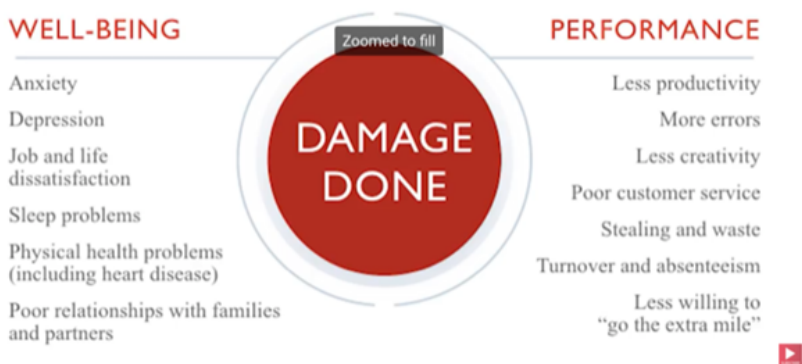 WELL-BEING
Anxiety
Depression
Job and life
dissatisfaction
Sleep problems
Physical health problems
(including heart disease)
Poor relationships with families
and partners
Zoomed to fill
DAMAGE
DONE
PERFORMANCE
Less productivity
More errors
Less creativity
Poor customer service
Stealing and waste
Turnover and absenteeism
Less willing to
“go the extra mile”